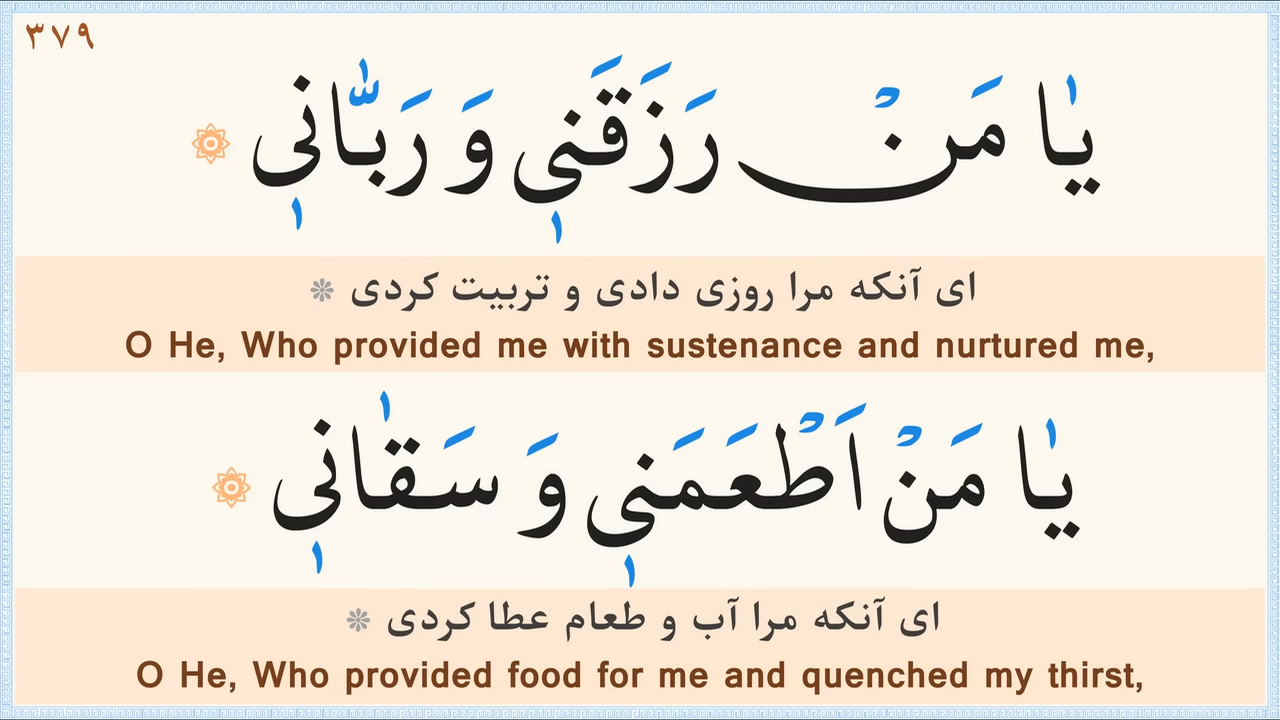 ۳۷۹
يٰا مَنْ رَزَقَنٖي وَ رَبّٰانٖي
ای آنکه مرا روزی دادی و تربیت کردی
O He, Who provided me with sustenance and nurtured me,
يٰا مَنْ اَطْعَمَنٖي وَ سَقٰانٖي
ای آنکه مرا آب و طعام عطا کردی
O He, Who provided food for me and quenched my thirst,